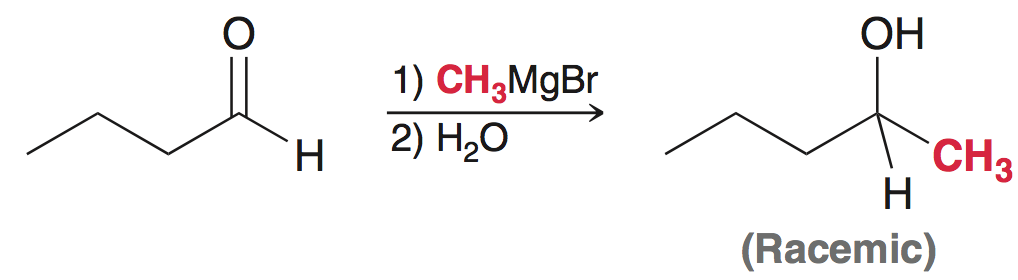 O
H
1) CH₃MgBr
2) H₂O
OH
CH₃
H
(Racemic)